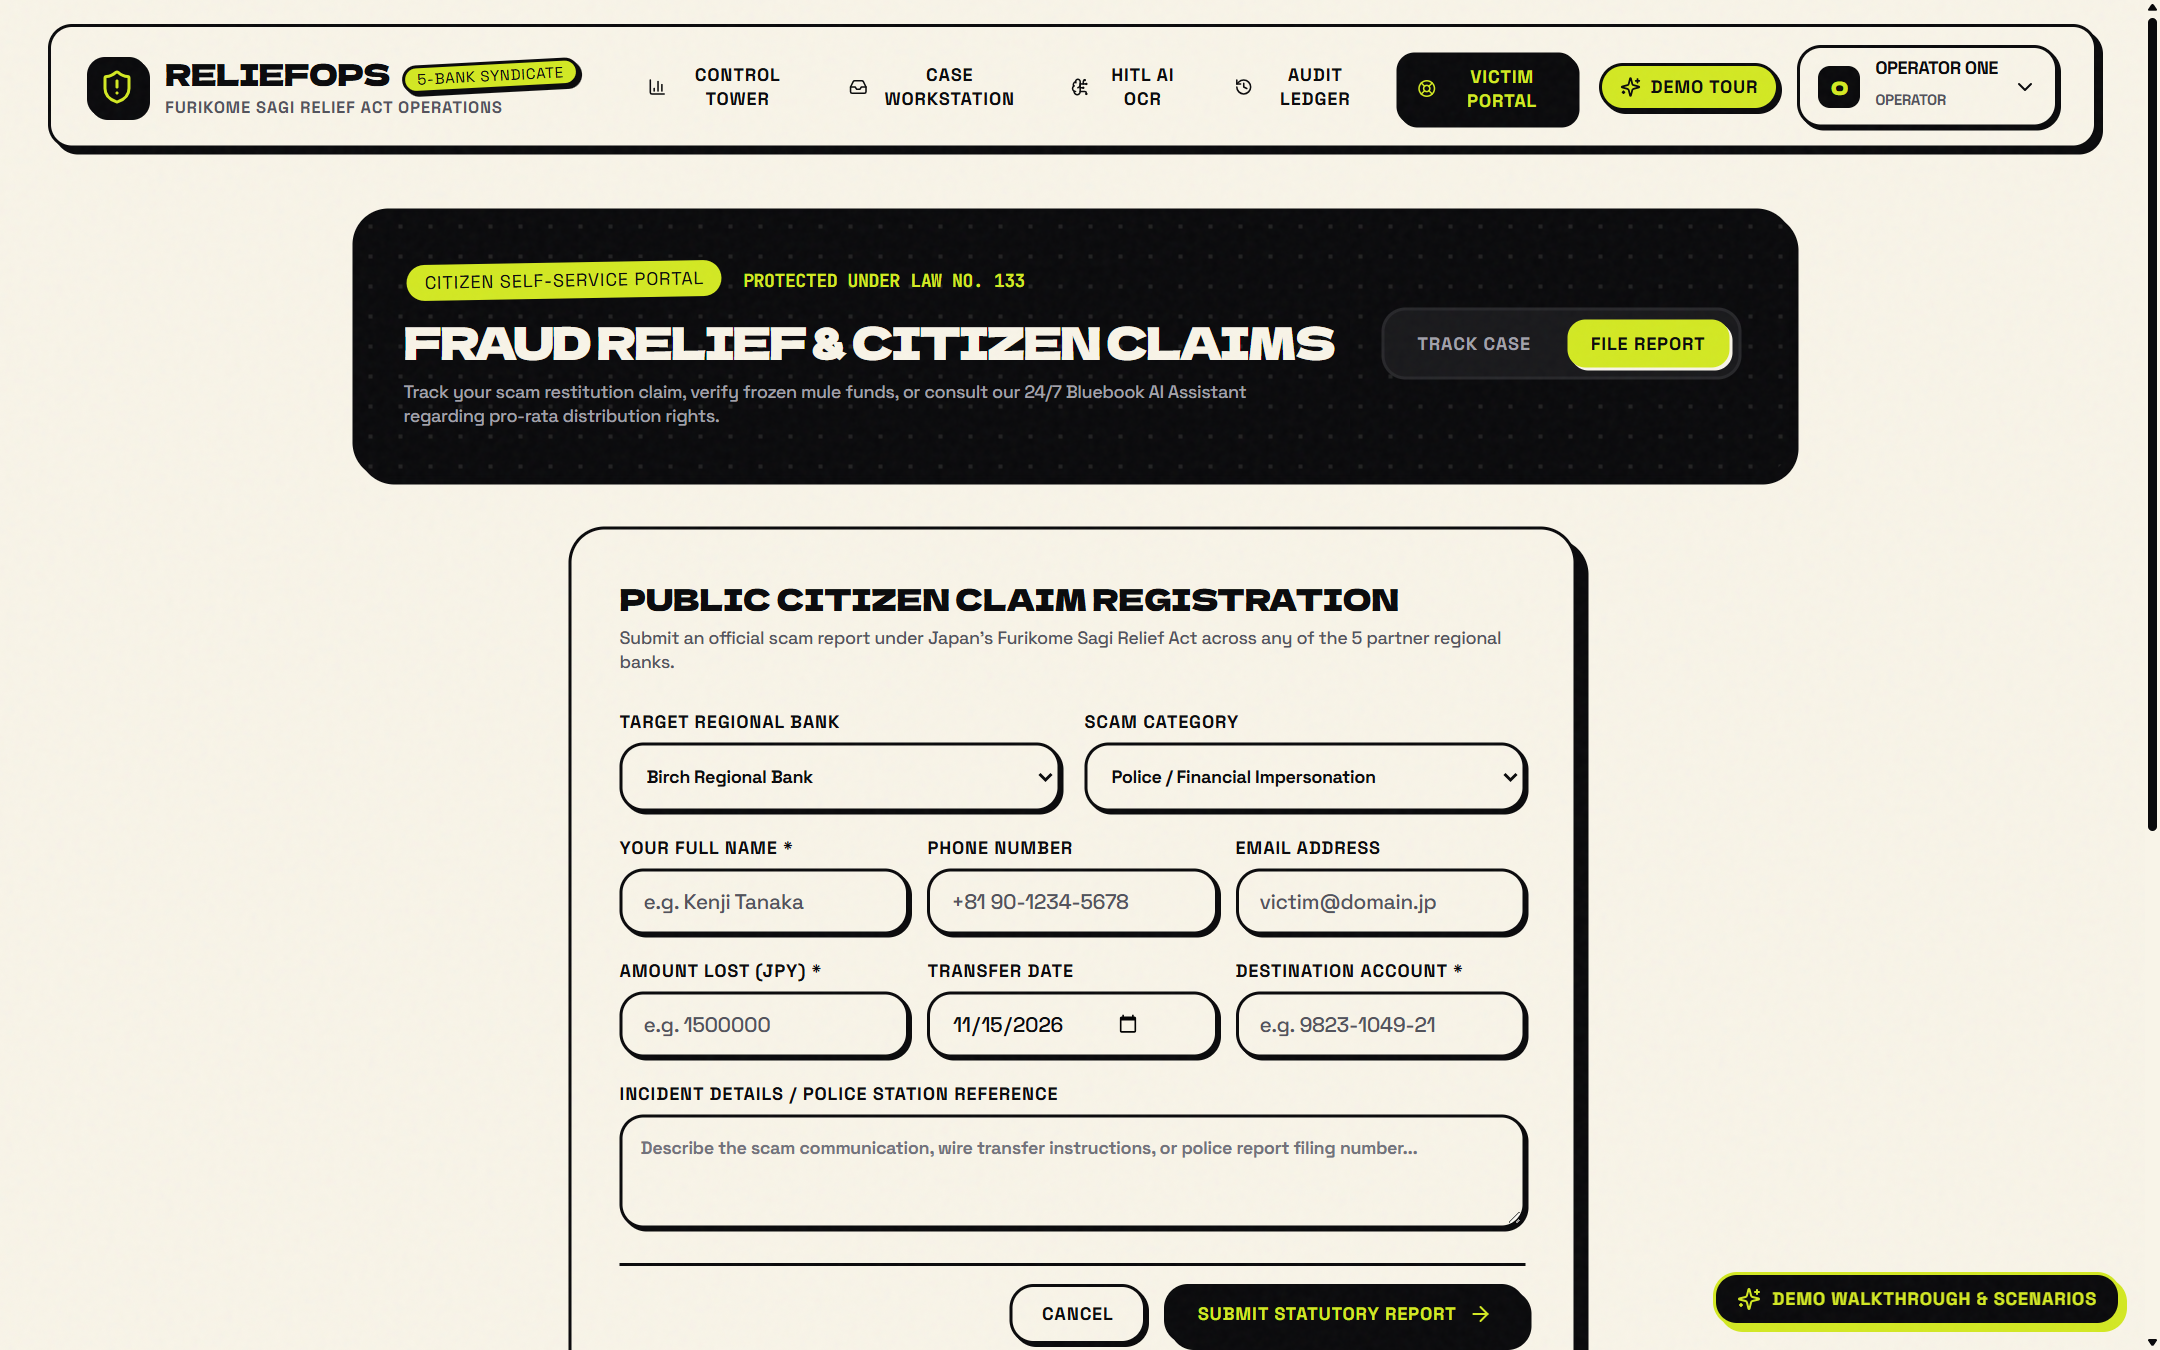 RELIEFOPS
5-BANK SYNDICATE
FURIKOME SAGI RELIEF ACT OPERATIONS
CONTROL
TOWER
CASE
WORKSTATION
HITL AI
OCR
AUDIT
LEDGER
VICTIM
PORTAL
DEMO TOUR
O
OPERATOR ONE
OPERATOR
CITIZEN SELF-SERVICE PORTAL
PROTECTED UNDER LAW NO. 133
FRAUD RELIEF & CITIZEN CLAIMS
Track your scam restitution claim, verify frozen mule funds, or consult our 24/7 Bluebook AI Assistant
regarding pro-rata distribution rights.
TRACK CASE
FILE REPORT
PUBLIC CITIZEN CLAIM REGISTRATION
Submit an official scam report under Japan's Furikome Sagi Relief Act across any of the 5 partner regional
banks.
TARGET REGIONAL BANK
SCAM CATEGORY
Birch Regional Bank
Police / Financial Impersonation
YOUR FULL NAME *
PHONE NUMBER
EMAIL ADDRESS
e.g. Kenji Tanaka
+81 90-1234-5678
victim@domain.jp
AMOUNT LOST (JPY) *
TRANSFER DATE
DESTINATION ACCOUNT *
e.g. 1500000
11/15/2026
e.g. 9823-1049-21
INCIDENT DETAILS / POLICE STATION REFERENCE
Describe the scam communication, wire transfer instructions, or police report filing number...
CANCEL
SUBMIT STATUTORY REPORT
DEMO WALKTHROUGH & SCENARIOS